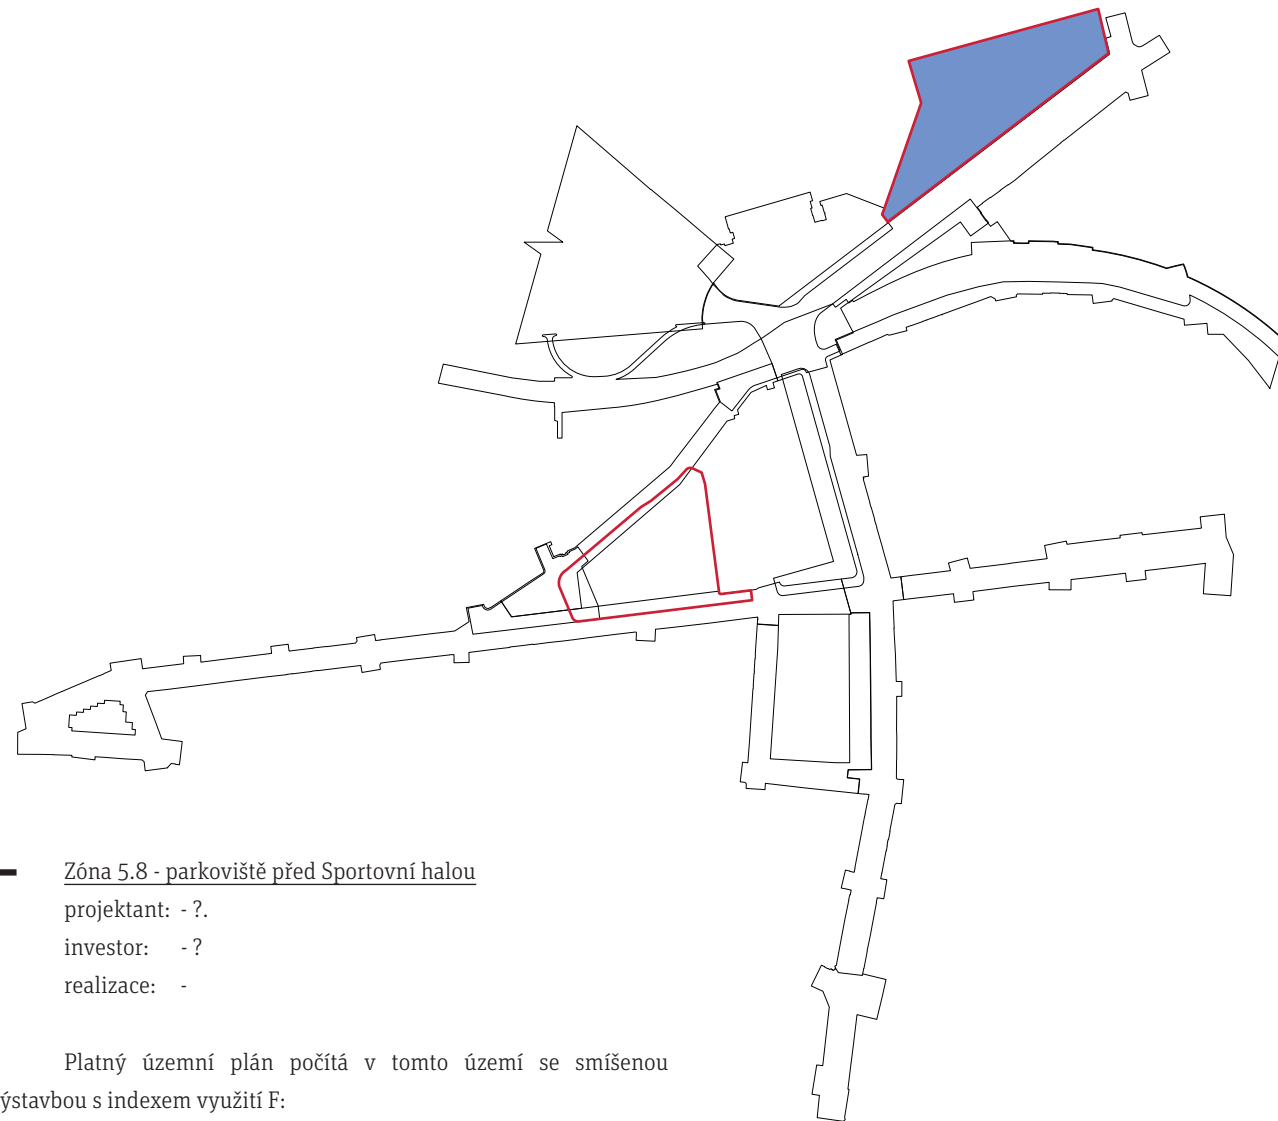 Zóna 5.8 - parkoviště před Sportovní halou
projektant: - ?.
investor: - ?
realizace: -
Platný územní plán počítá v tomto území se smíšenou
ýstavbou s indexem využití F: